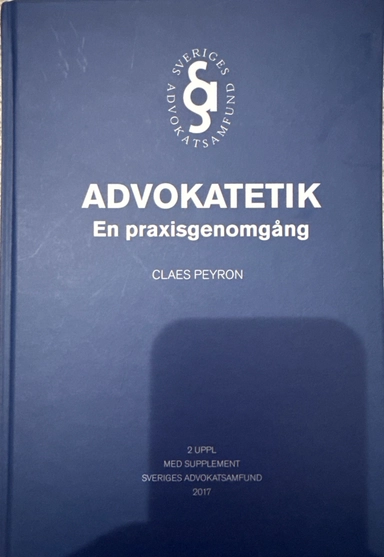 SVERIGES ADVOKATSAMFUND
ADVOKATETIK
En praxisgenomgång
CLAES PEYRON
2 UPPL
MED SUPPLEMENT
SVERIGES ADVOKATSAMFUND
2017